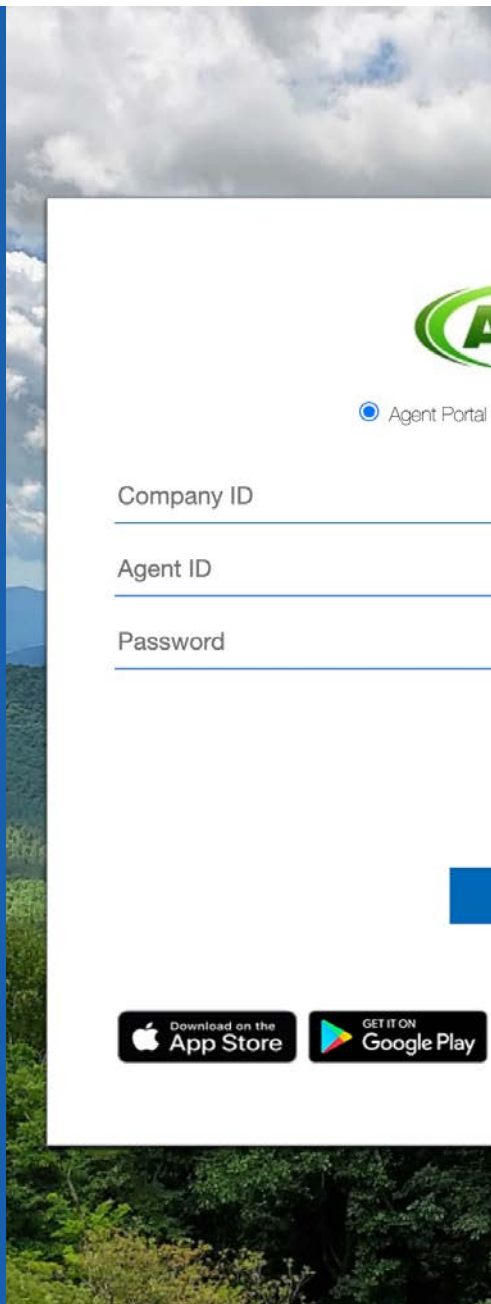 A
Agent Portal
Company ID
Agent ID
Password
Download on the
App Store
GET IT ON
Google Play